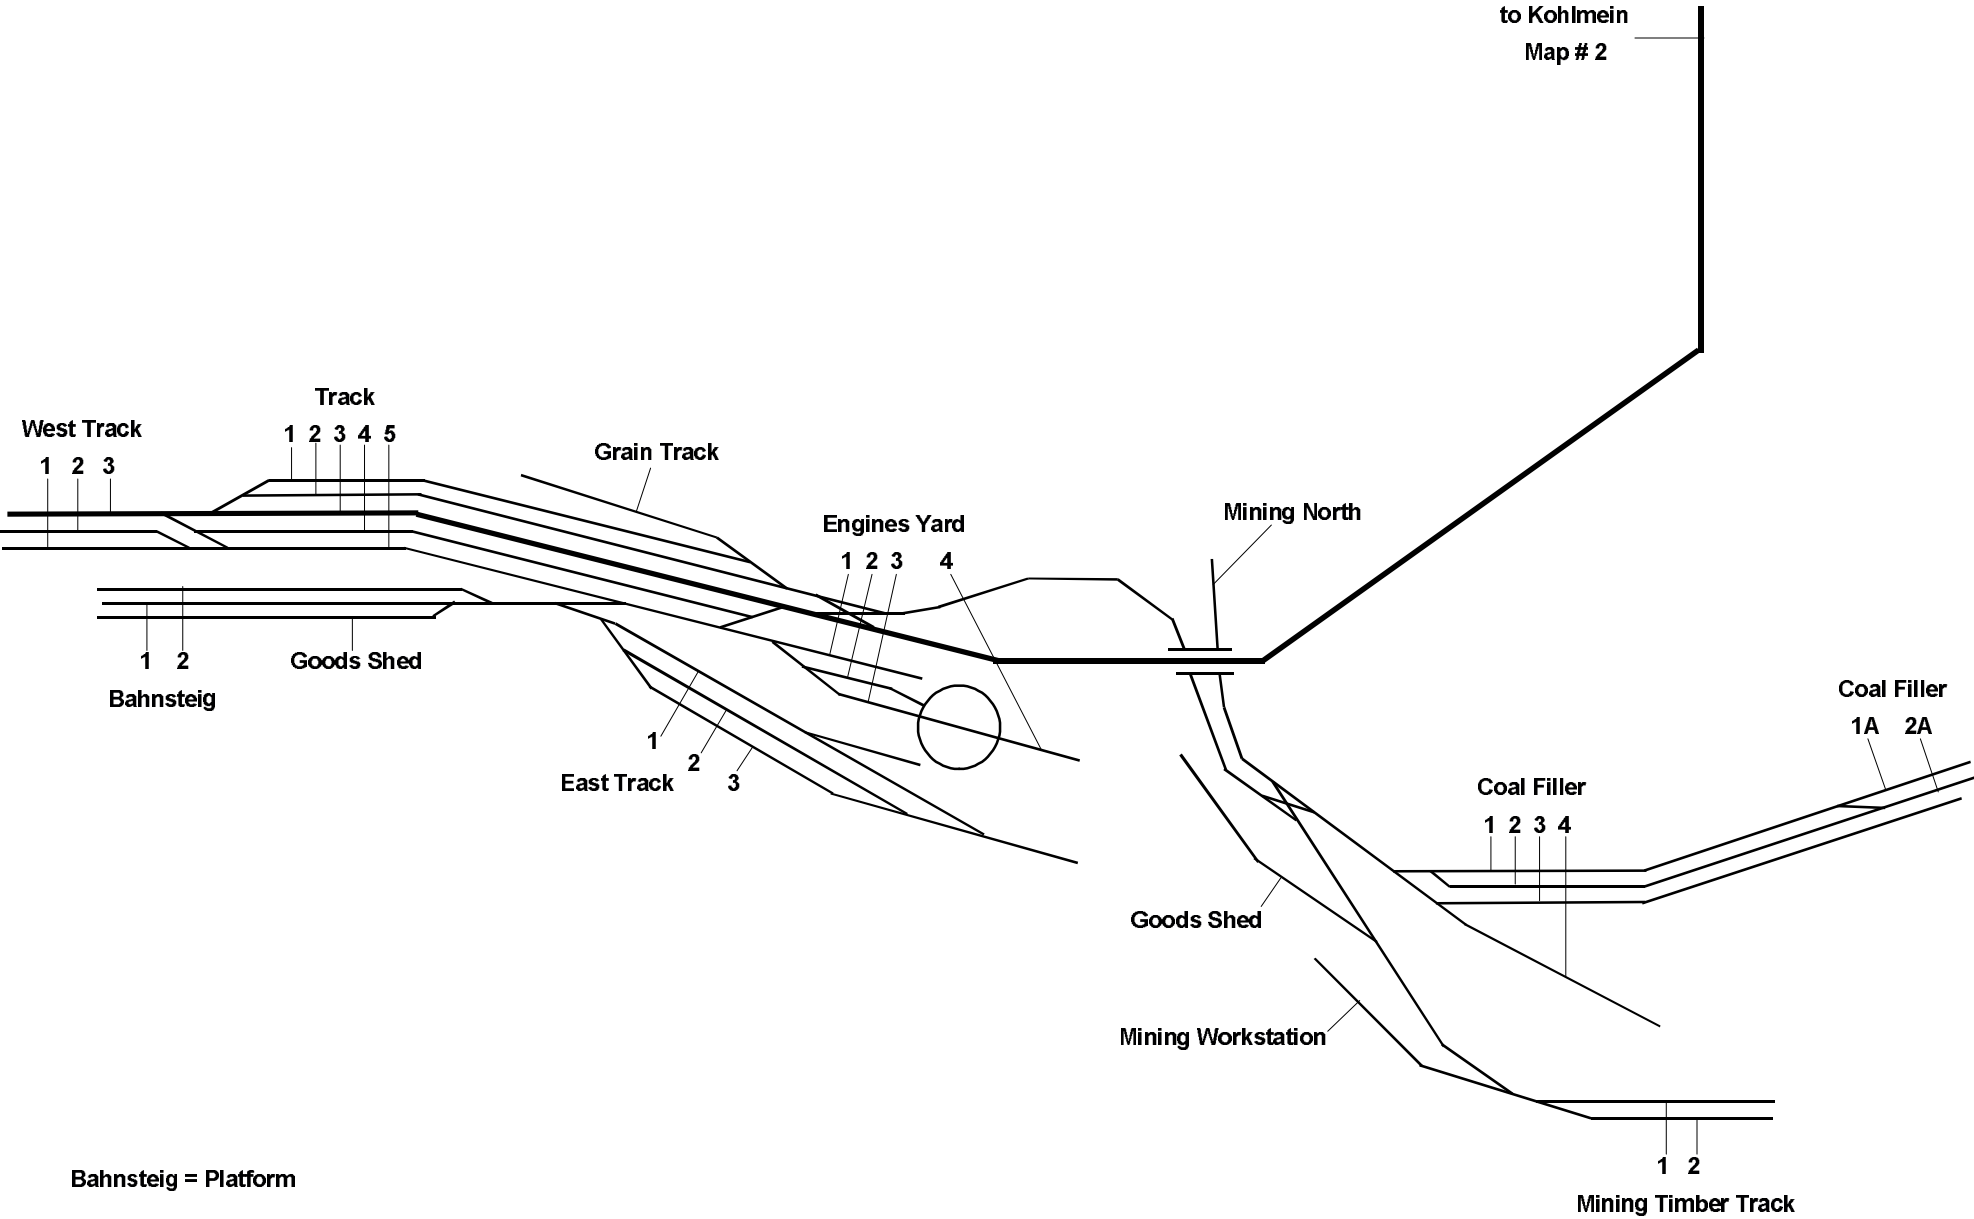 to Kohlmein
Map # 2
Track
1 2 3 4 5
West Track
1 2 3
Grain Track
Engines Yard
1 2 3 4
Mining North
1 2
Bahnsteig
Goods Shed
1
2
3
East Track
Coal Filler
1A 2A
Coal Filler
1 2 3 4
Goods Shed
Mining Workstation
1 2
Mining Timber Track
Bahnsteig = Platform